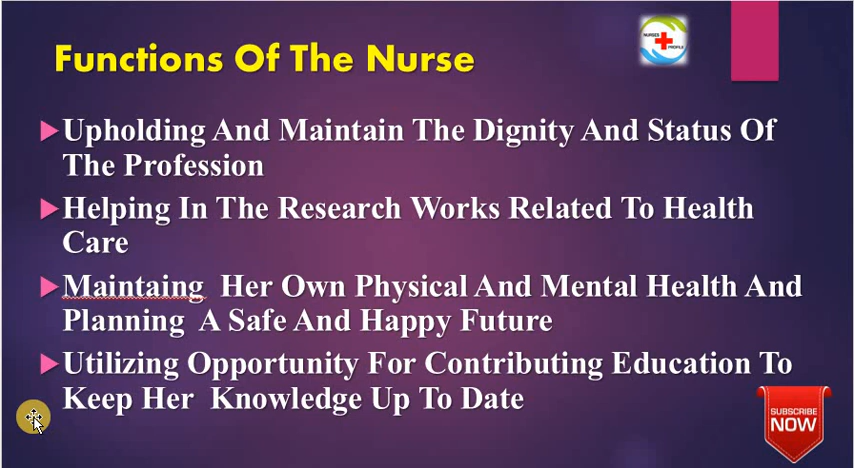 Functions Of The Nurse
NURSES PROFILE
Upholding And Maintain The Dignity And Status Of
The Profession
Helping In The Research Works Related To Health
Care
Maintaing Her Own Physical And Mental Health And
Planning A Safe And Happy Future
Utilizing Opportunity For Contributing Education To
Keep Her Knowledge Up To Date
SUBSCRIBE
NOW